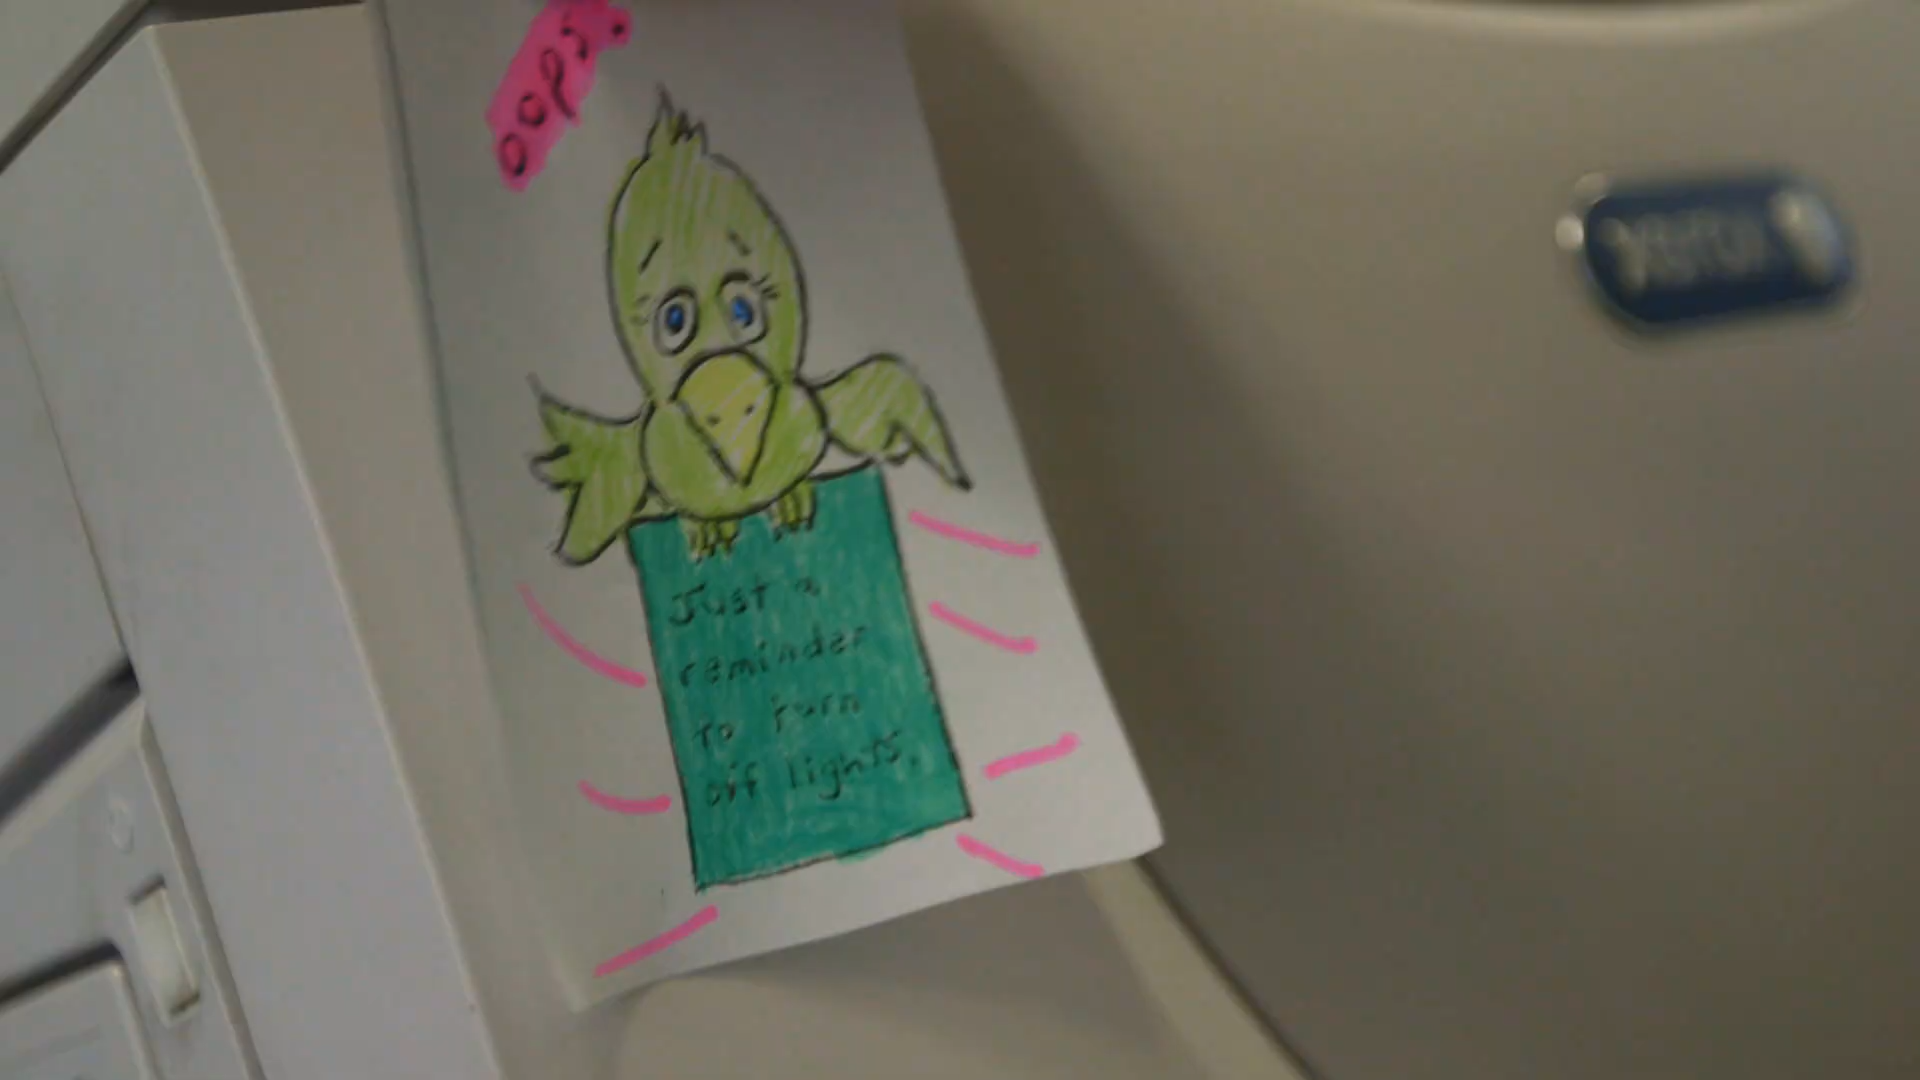 oops!
Just a
reminder
to turn
off lights.